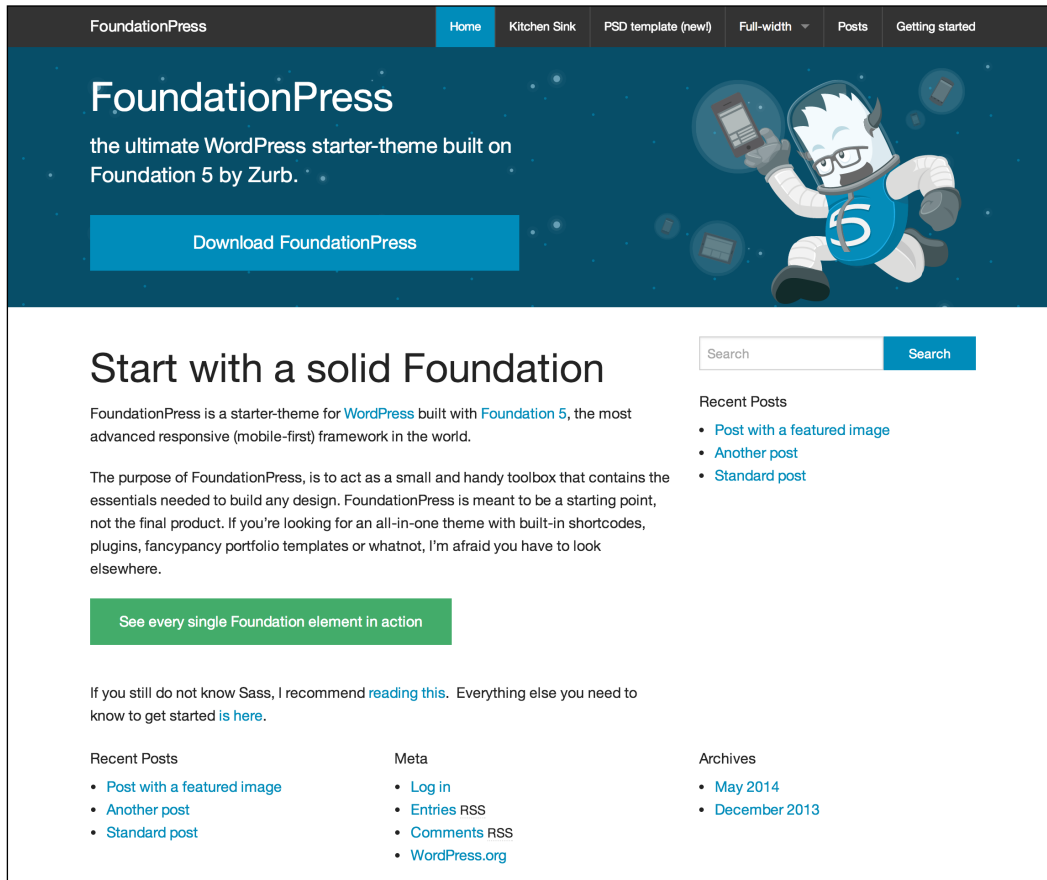 FoundationPress
Home
Kitchen Sink
PSD template (new!)
Full-width
Posts
Getting started
FoundationPress
the ultimate WordPress starter-theme built on
Foundation 5 by Zurb.
Download FoundationPress
5
Start with a solid Foundation
FoundationPress is a starter-theme for WordPress built with Foundation 5, the most
advanced responsive (mobile-first) framework in the world.
The purpose of FoundationPress, is to act as a small and handy toolbox that contains the
essentials needed to build any design. FoundationPress is meant to be a starting point,
not the final product. If you’re looking for an all-in-one theme with built-in shortcodes,
plugins, fancypancy portfolio templates or whatnot, I’m afraid you have to look
elsewhere.
See every single Foundation element in action
If you still do not know Sass, I recommend reading this.  Everything else you need to
know to get started is here.
Search
Search
Recent Posts
• Post with a featured image
• Another post
• Standard post
Recent Posts
• Post with a featured image
• Another post
• Standard post
Meta
• Log in
• Entries RSS
• Comments RSS
• WordPress.org
Archives
• May 2014
• December 2013